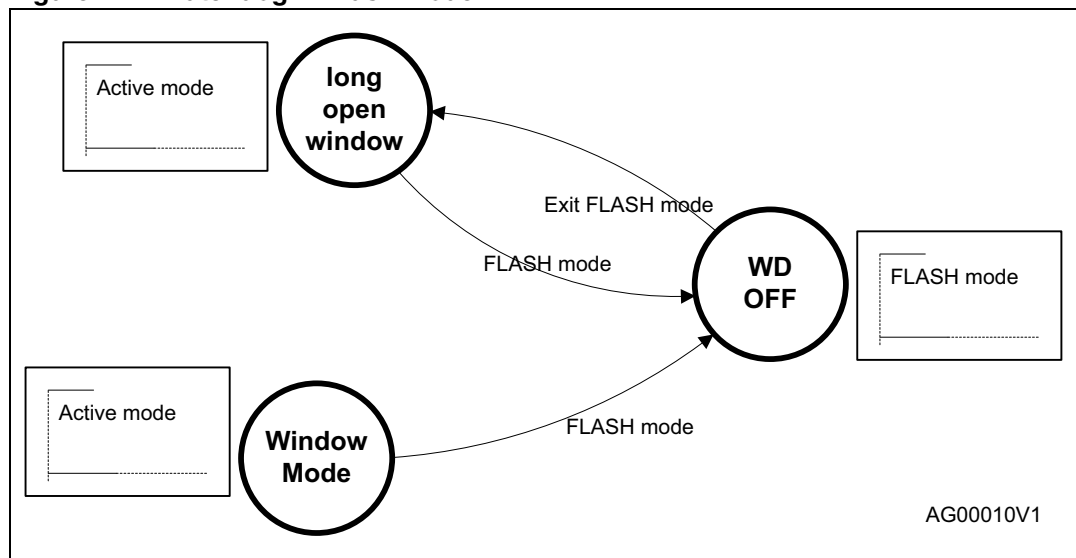 Active mode
long
open
window
Exit FLASH mode
FLASH mode
WD
OFF
FLASH mode
Active mode
Window
Mode
FLASH mode
AG00010V1